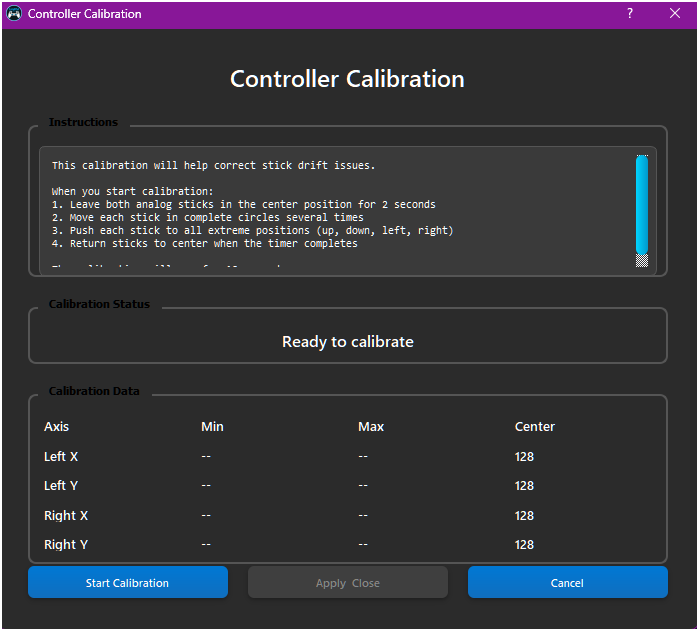 Controller Calibration
?
Controller Calibration
Instructions
This calibration will help correct stick drift issues.
When you start calibration:
1. Leave both analog sticks in the center position for 2 seconds
2. Move each stick in complete circles several times
3. Push each stick to all extreme positions (up, down, left, right)
4. Return sticks to center when the timer completes
Calibration Status
Ready to calibrate
Calibration Data
Axis Min Max Center
Left X -- -- 128
Left Y -- -- 128
Right X -- -- 128
Right Y -- -- 128
Start Calibration Apply Close Cancel